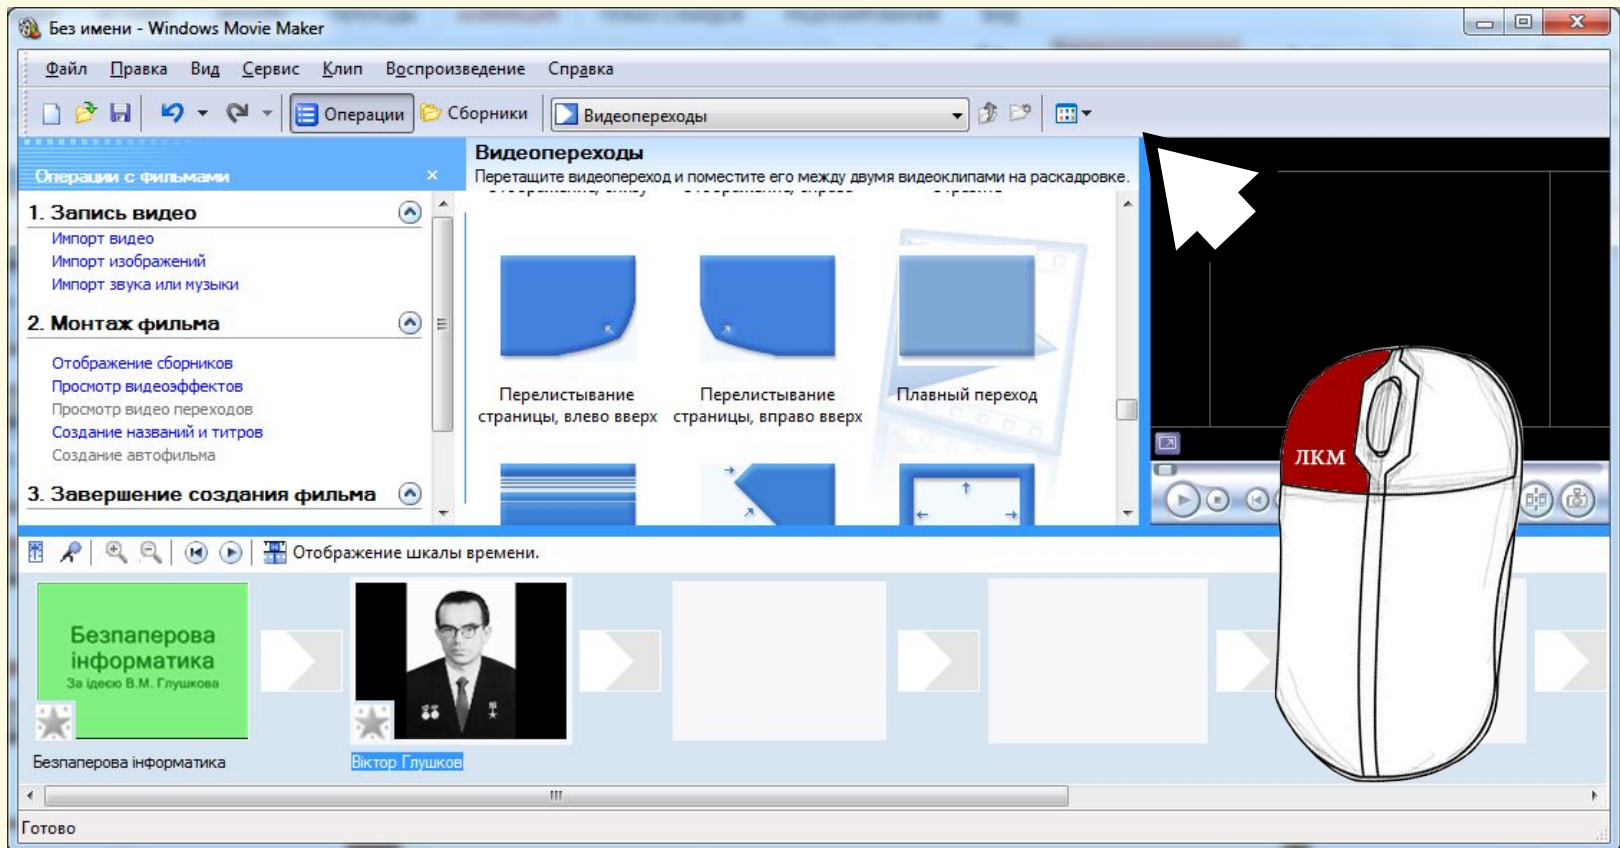 Без имени - Windows Movie Maker
Файл Правка Вид Сервис Клип Воспроизведение Справка
Операции Сборники Видеопереходы
Операции с фильмами
1. Запись видео
Импорт видео
Импорт изображений
Импорт звука или музыки
2. Монтаж фильма
Отображение сборников
Просмотр видеоэффектов
Просмотр видео переходов
Создание названий и титров
Создание автофильма
3. Завершение создания фильма
Видеопереходы
Перетащите видеопереход и поместите его между двумя видеоклипами на раскадровке.
Перелистывание
страницы, влево вверх
Перелистывание
страницы, вправо вверх
Плавный переход
ЛКМ
Отображение шкалы времени.
Безпаперова
інформатика
За ідеєю В.М. Глушкова
Безпаперова інформатика
Віктор Глушков
Готово